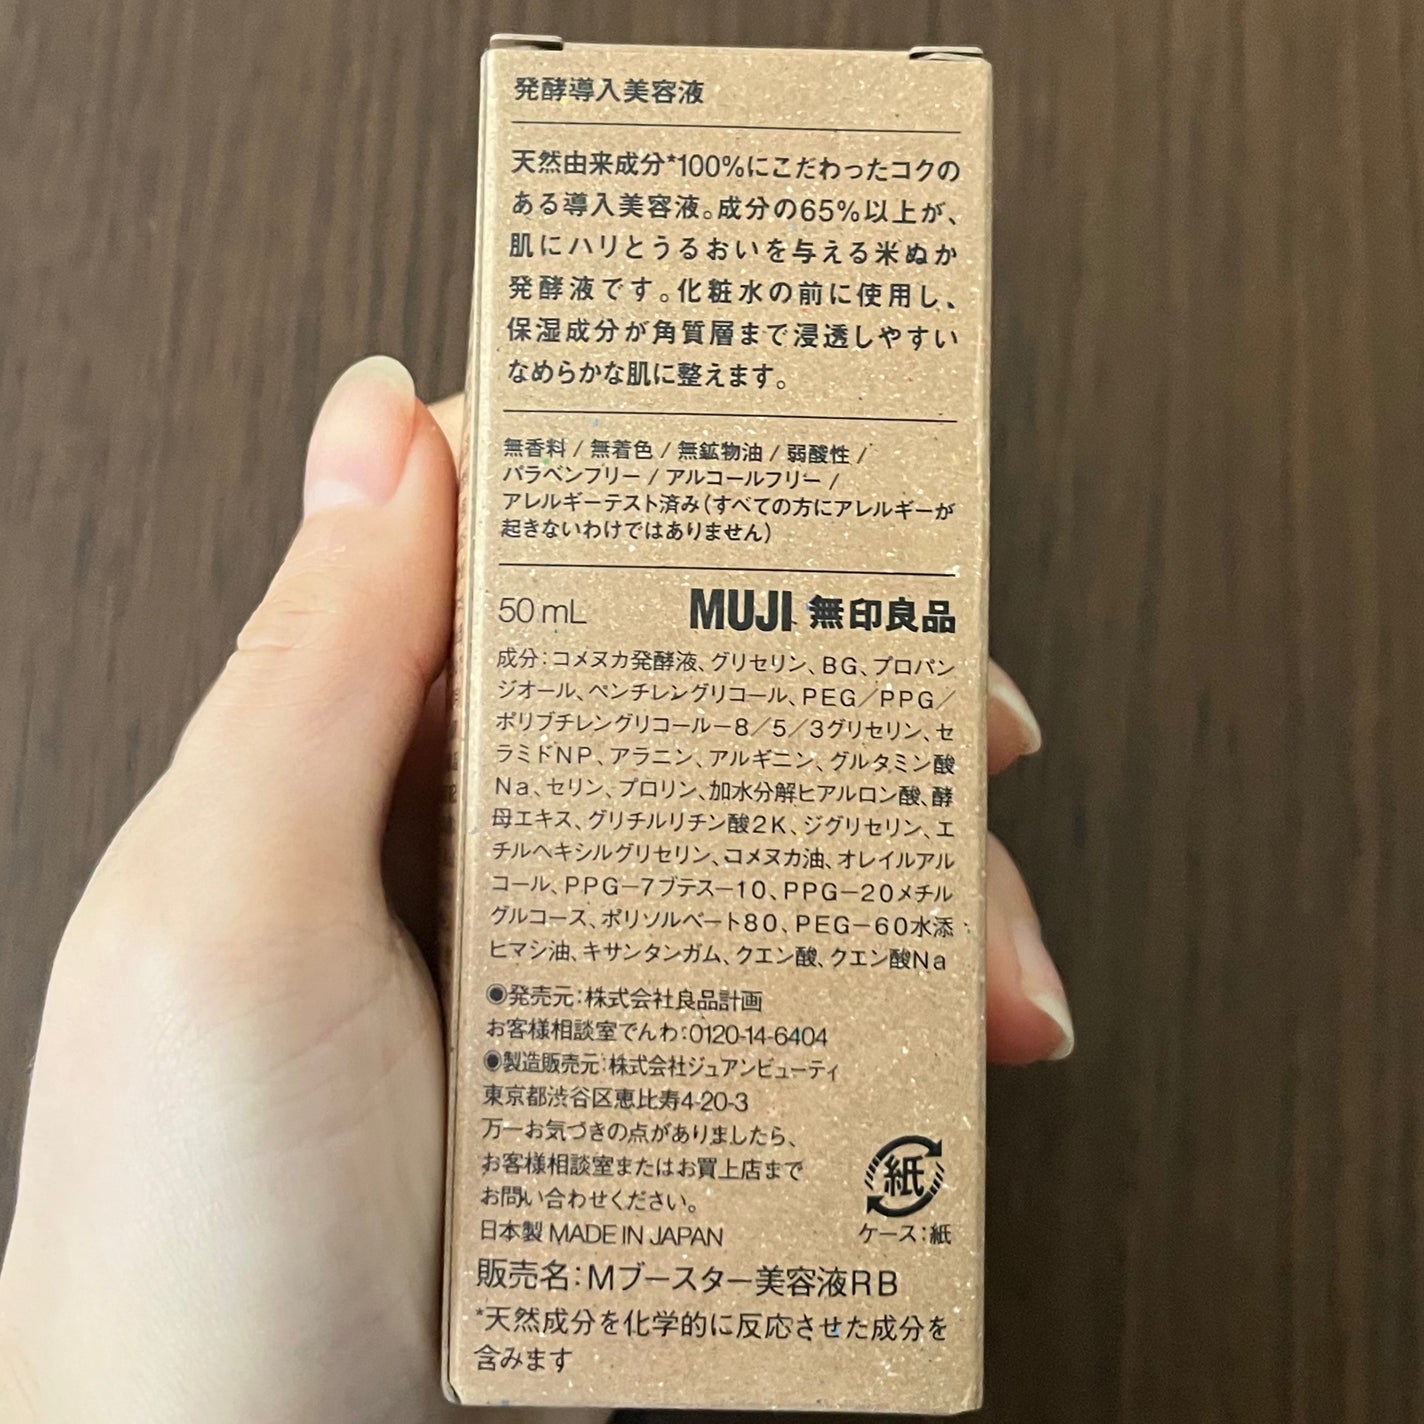 発酵導入美容液
天然由来成分*100%にこだわったコクの
ある導入美容液。成分の65%以上が、
肌にハリとうるおいを与える米ぬか
発酵液です。化粧水の前に使用し、
保湿成分が角質層まで浸透しやすい
なめらかな肌に整えます。
無香料 / 無着色 / 無鉱物油 / 弱酸性 /
パラベンフリー / アルコールフリー /
アレルギーテスト済み(すべての方にアレルギーが
起きないわけではありません)
50 mL MUJI 無印良品
成分:コメヌカ発酵液、グリセリン、BG、プロパン
ジオール、ペンチレングリコール、PEG/PPG/
ポリブチレングリコール-8/5/3グリセリン、セ
ラミドNP、アラニン、アルギニン、グルタミン酸
Na、セリン、プロリン、加水分解ヒアルロン酸、酵
母エキス、グリチルリチン酸2K、ジグリセリン、エ
チルヘキシルグリセリン、コメヌカ油、オレイルアル
コール、PPG-7ブテス-10、PPG-20メチル
グルコース、ポリソルベート80、PEG-60水添
ヒマシ油、キサンタンガム、クエン酸、クエン酸Na
◉発売元:株式会社良品計画
お客様相談室でんわ:0120-14-6404
◉製造販売元:株式会社ジュアンビューティ
東京都渋谷区恵比寿4-20-3
万一お気づきの点がありましたら、
お客様相談室またはお買上店まで
お問い合わせください。
日本製 MADE IN JAPAN
紙
ケース:紙
販売名:Mブースター美容液RB
*天然成分を化学的に反応させた成分を
含みます